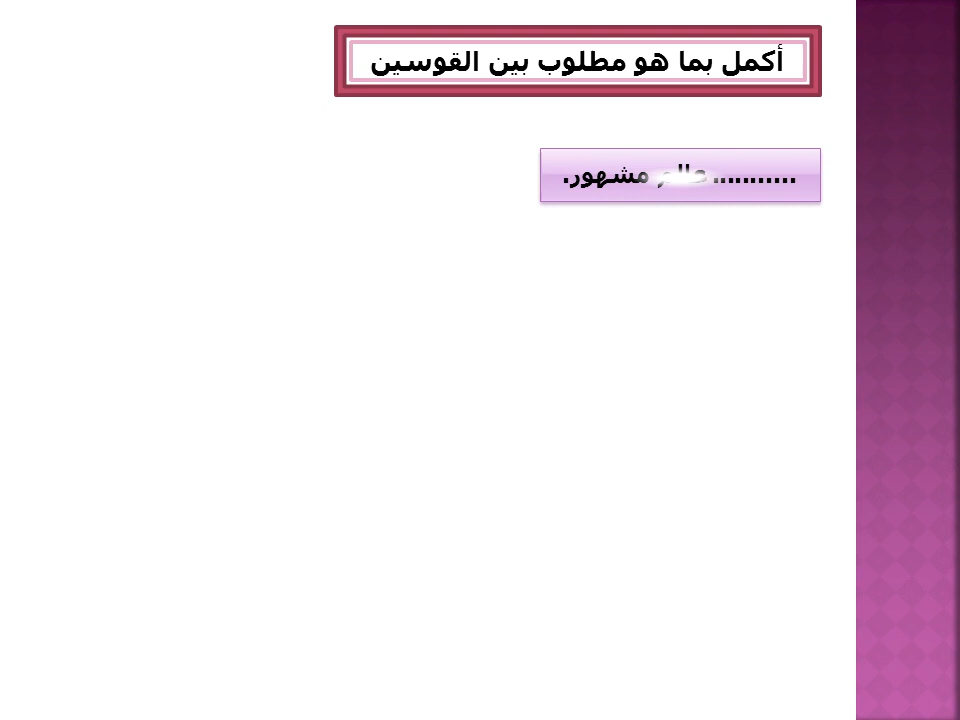 أكمل بما هو مطلوب بين القوسين
........... مشهور.